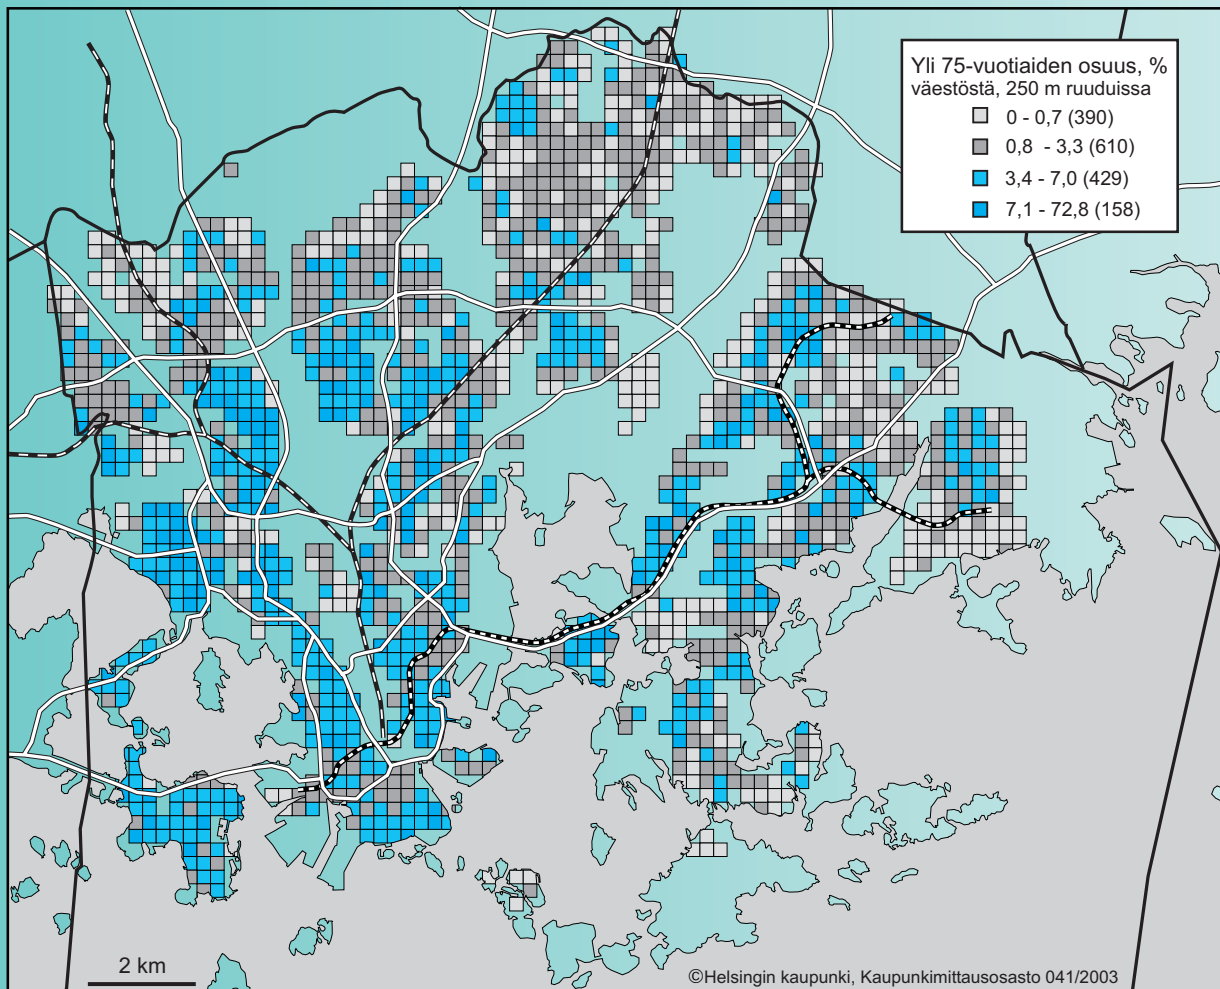 Yli 75-vuotiaiden osuus, %
väestöstä, 250 m ruuduissa
0 - 0,7 (390)
0,8 - 3,3 (610)
3,4 - 7,0 (429)
7,1 - 72,8 (158)
2 km
©Helsingin kaupunki, Kaupunkimittausosasto 041/2003